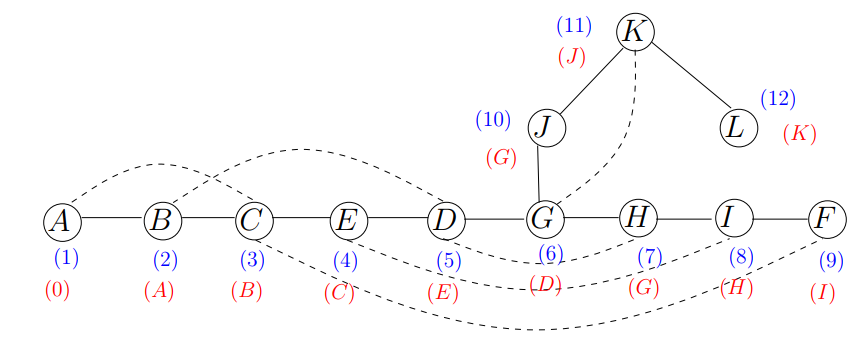 (11) K
(J)
(10) J L (12)
(G) (K)
A B C E D G H I F
(1) (2) (3) (4) (5) (6) (7) (8) (9)
(0) (A) (B) (C) (E) (D) (G) (H) (I)